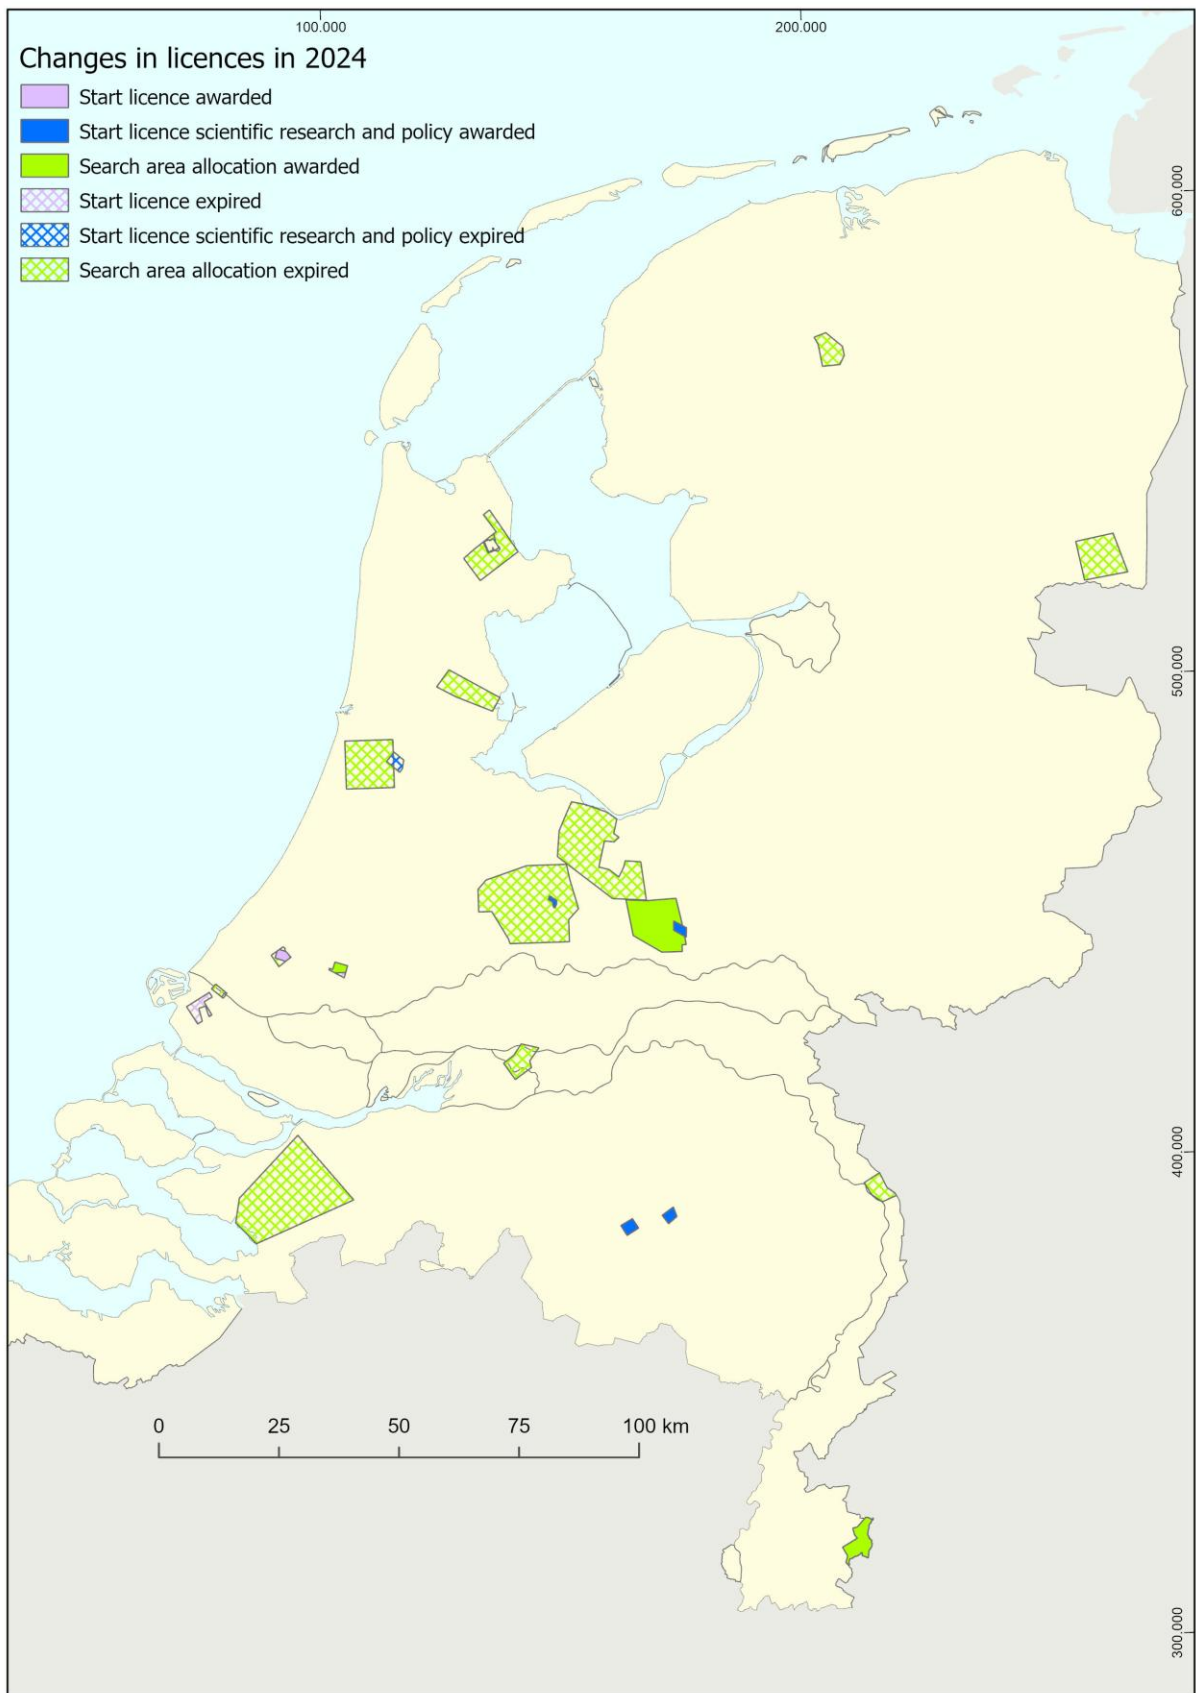 100.000
200.000
Changes in licences in 2024
Start licence awarded
Start licence scientific research and policy awarded
Search area allocation awarded
Start licence expired
Start licence scientific research and policy expired
Search area allocation expired
600.000
500.000
400.000
300.000
0 25 50 75 100 km